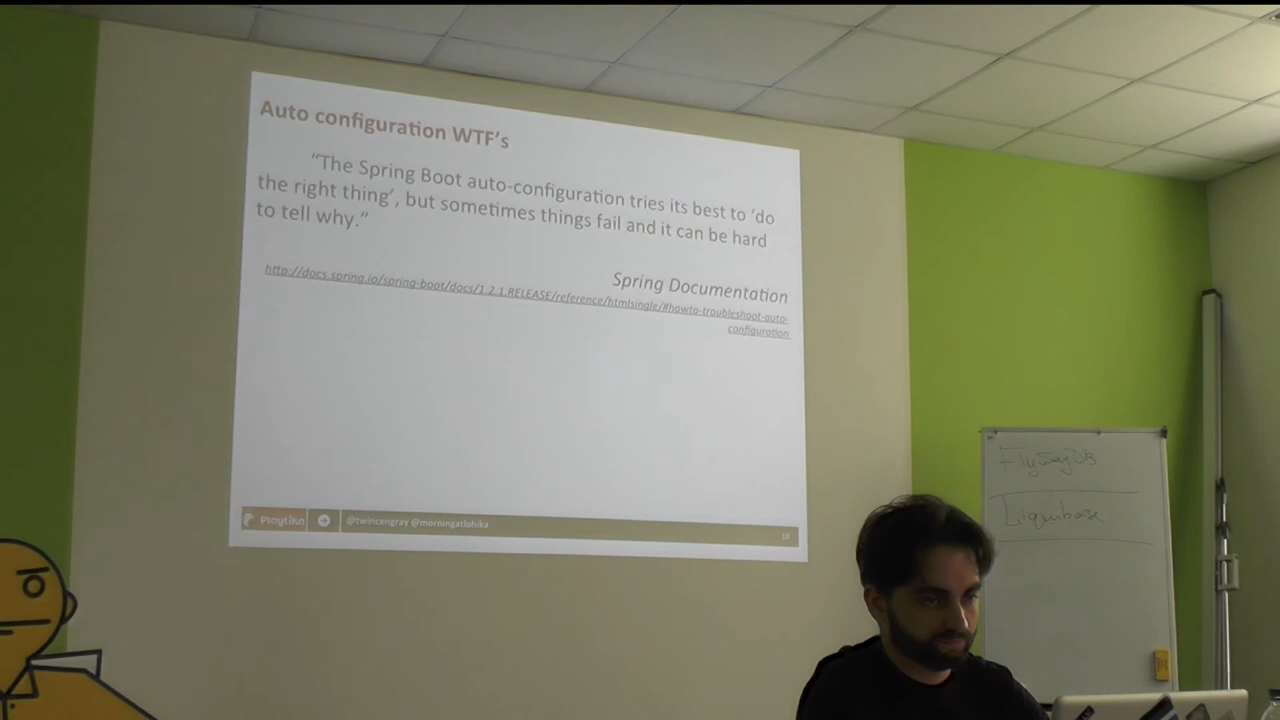 Auto configuration WTF's
“The Spring Boot auto-configuration tries its best to ‘do
the right thing’, but sometimes things fail and it can be hard
to tell why.”
Spring Documentation
http://docs.spring.io/spring-boot/docs/1.2.1.RELEASE/reference/htmlsingle/#howto-troubleshoot-auto-
configuration
Playtika
@twincengray @morningatlohika
10
Liquibase